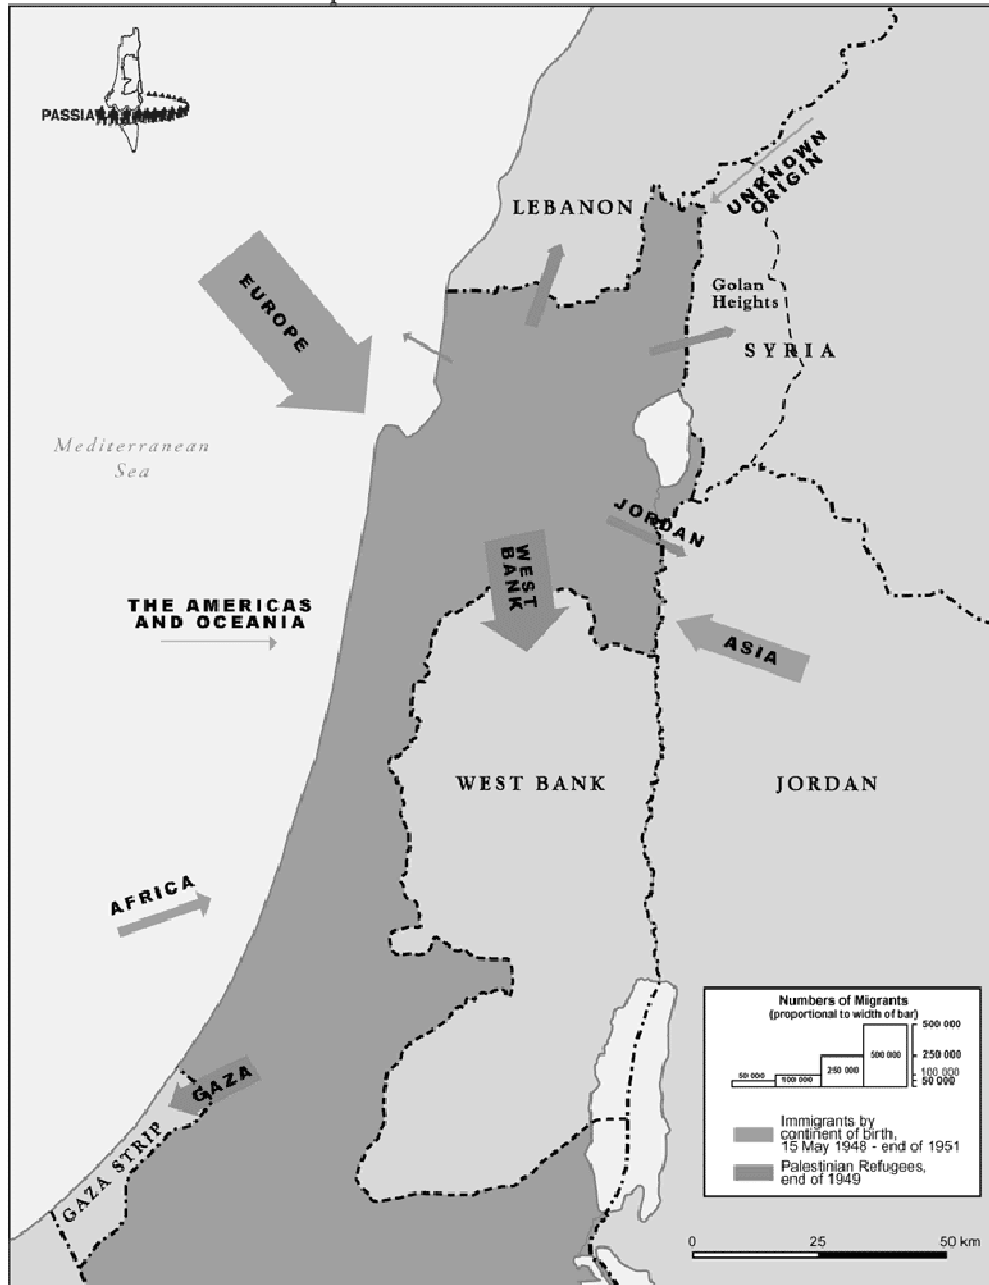 PASSIA
UNKNOWN
ORIGIN
LEBANON
EUROPE
Golan
Heights
SYRIA
Mediterranean
Sea
JORDAN
WEST
BANK
THE AMERICAS
AND OCEANIA
ASIA
WEST BANK
JORDAN
AFRICA
GAZA
GAZA STRIP
Numbers of Migrants
(proportional to width of bar)
50 000
100 000
250 000
500 000
500 000
250 000
100 000
50 000
Immigrants by
continent of birth,
15 May 1948 - end of 1951
Palestinian Refugees,
end of 1949
0 25 50 km